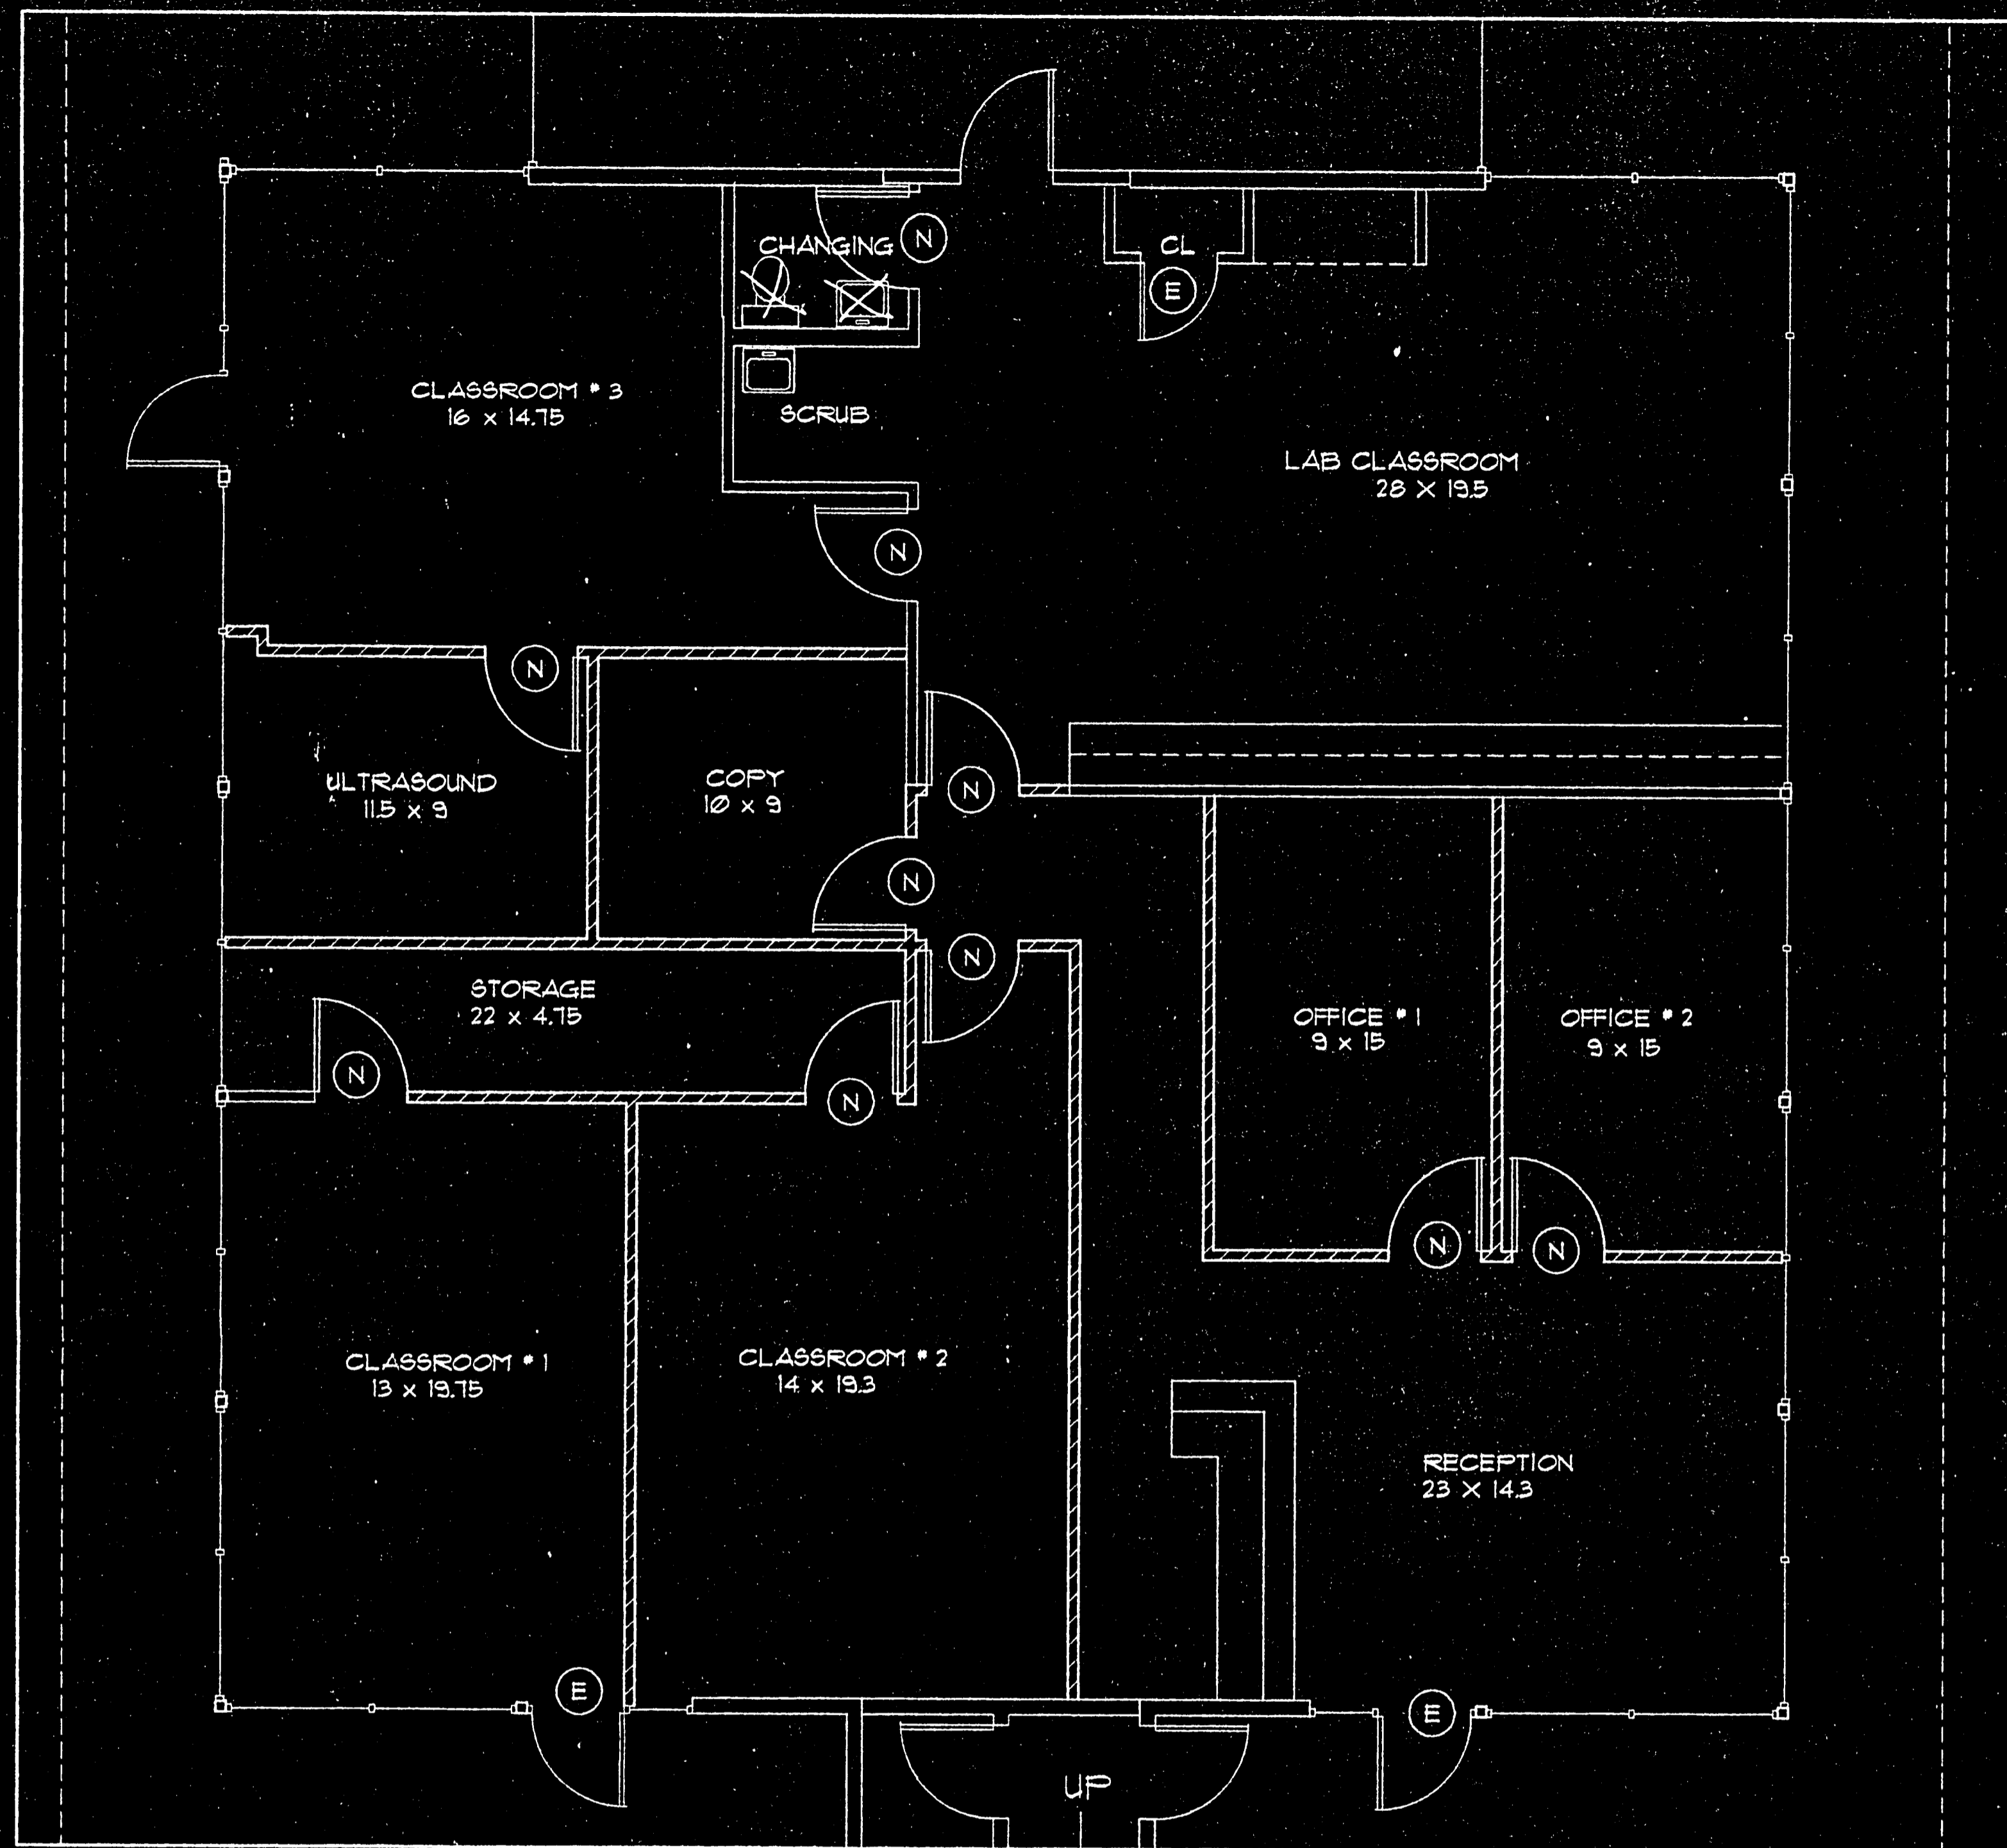 CHANGING
N
CL
E
CLASSROOM # 3
16 x 14.75
SCRUB
LAB CLASSROOM
28 X 19.5
N
N
ULTRASOUND
11.5 x 9
COPY
10 x 9
N
N
N
STORAGE
22 x 4.75
OFFICE # 1
9 x 15
OFFICE # 2
9 x 15
N
N
N
N
CLASSROOM # 1
13 x 19.75
CLASSROOM # 2
14 x 19.3
RECEPTION
23 X 14.3
E
E
UP